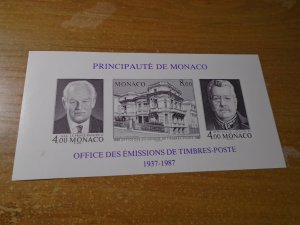 PRINCIPAUTÉ DE MONACO
MONACO 8,00
4,00 MONACO
4,00 MONACO
OFFICE DES ÉMISSIONS DE TIMBRES-POSTE
1937-1987